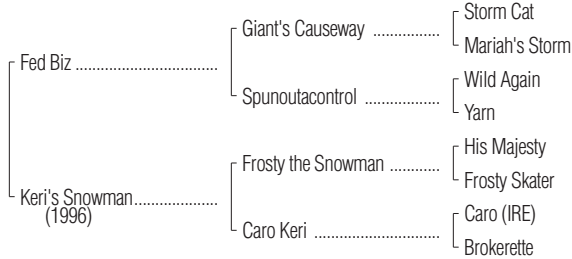 Storm Cat
Giant's Causeway ..................
Mariah's Storm
Fed Biz ..................................
Wild Again
Spunoutacontrol ...................
Yarn
His Majesty
Frosty the Snowman ............
Frosty Skater
Keri's Snowman....................
(1996)
Caro (IRE)
Caro Keri ..............................
Brokerette